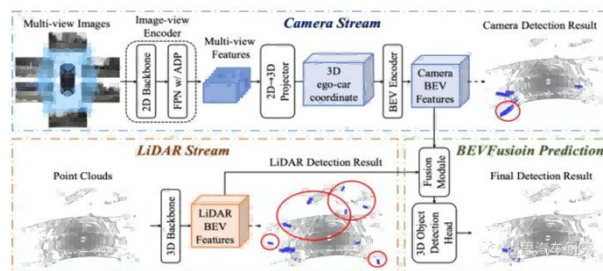 Multi-view Images
Image-view
Encoder
2D Backbone
FPN w/ ADP
Multi-view
Features
2D→3D
Projector
Camera Stream
3D
ego-car
coordinate
BEV Encoder
Camera
BEV
Features
Camera Detection Result
LiDAR Stream
Point Clouds
3D Backbone
LiDAR
BEV
Features
LiDAR Detection Result
BEVFusioin Prediction
Fusion
Module
3D Object
Detection
Head
Final Detection Result